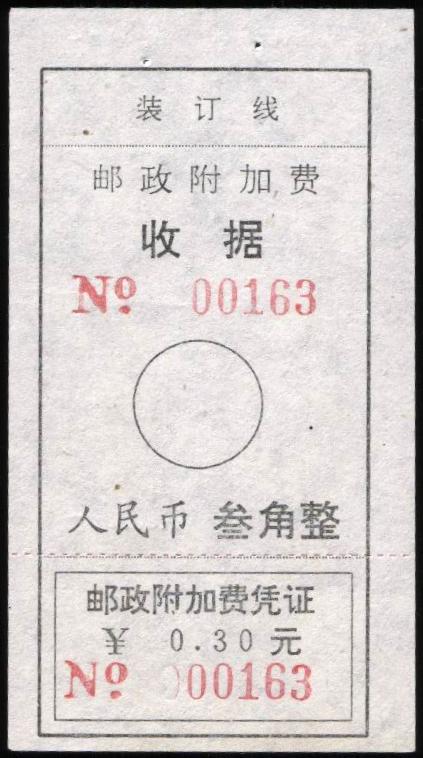 装订线
邮政附加费
收据
Nº 00163
人民币 叁角整
邮政附加费凭证
¥ 0.30元
Nº 000163